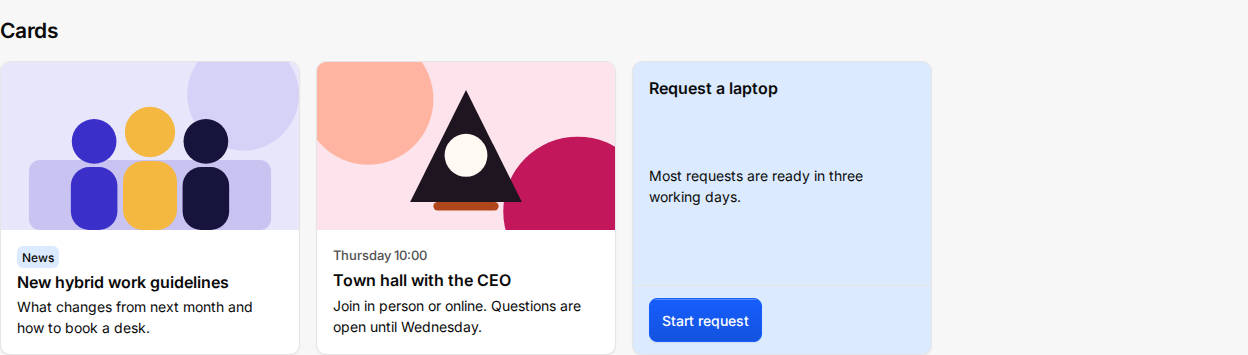 Cards
News
New hybrid work guidelines
What changes from next month and
how to book a desk.
Thursday 10:00
Town hall with the CEO
Join in person or online. Questions are
open until Wednesday.
Request a laptop
Most requests are ready in three
working days.
Start request